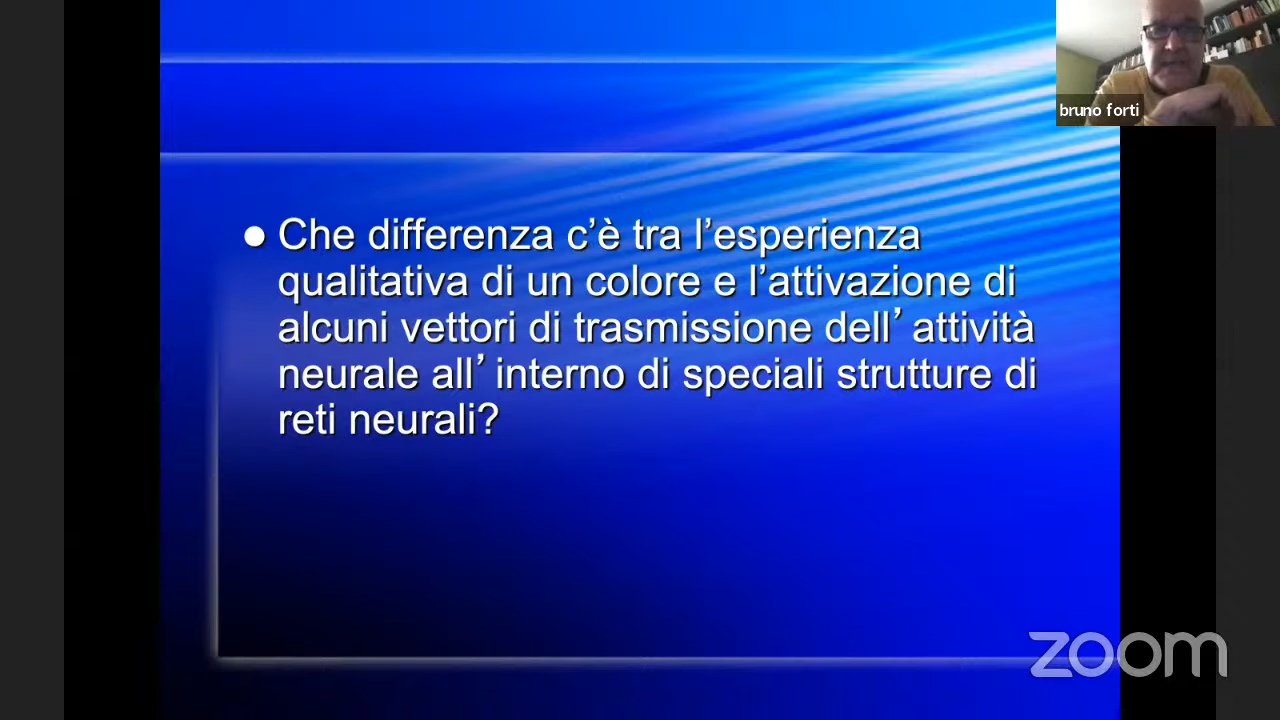 bruno forti
Che differenza c’è tra l’esperienza
qualitativa di un colore e l’attivazione di
alcuni vettori di trasmissione dell’ attività
neurale all’ interno di speciali strutture di
reti neurali?
zoom